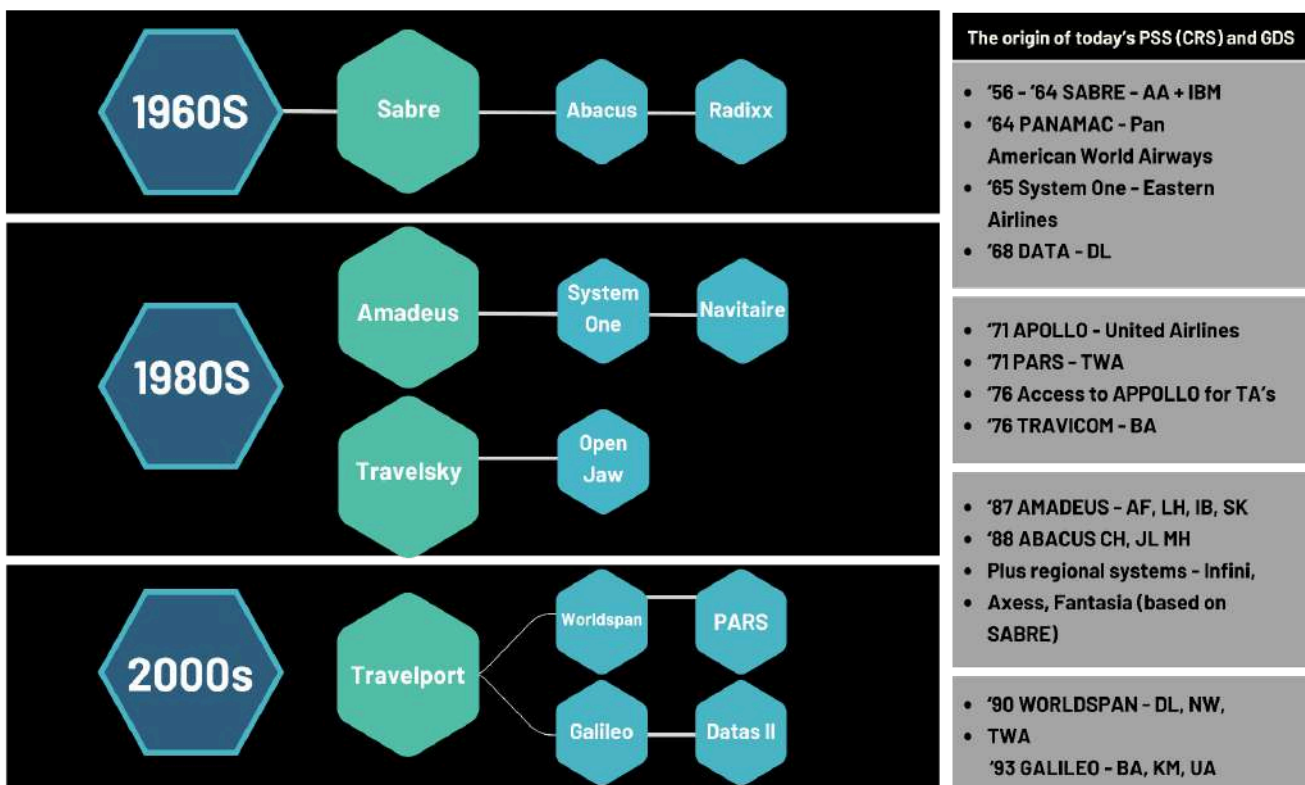 1960S
Sabre
Abacus
Radixx
1980S
Amadeus
System
One
Navitaire
Travelsky
Open
Jaw
2000s
Travelport
Worldspan
PARS
Galileo
Datas II
The origin of today's PSS (CRS) and GDS
• '56 - '64 SABRE - AA + IBM
• '64 PANAMAC - Pan
American World Airways
• '65 System One - Eastern
Airlines
• '68 DATA - DL
• '71 APOLLO - United Airlines
• '71 PARS - TWA
• '76 Access to APPOLLO for TA's
• '76 TRAVICOM - BA
• '87 AMADEUS - AF, LH, IB, SK
• '88 ABACUS CH, JL MH
• Plus regional systems - Infini,
• Axess, Fantasia (based on
SABRE)
• '90 WORLDSPAN - DL, NW,
• TWA
'93 GALILEO - BA, KM, UA